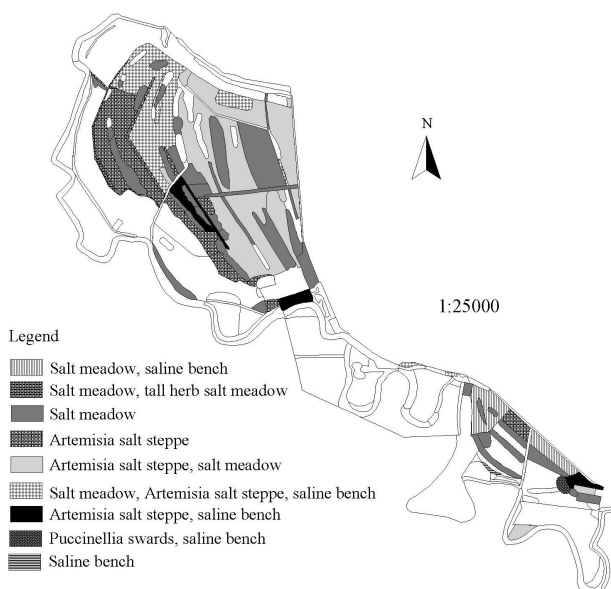 N
1:25000
Legend
Salt meadow, saline bench
Salt meadow, tall herb salt meadow
Salt meadow
Artemisia salt steppe
Artemisia salt steppe, salt meadow
Salt meadow, Artemisia salt steppe, saline bench
Artemisia salt steppe, saline bench
Puccinellia swards, saline bench
Saline bench